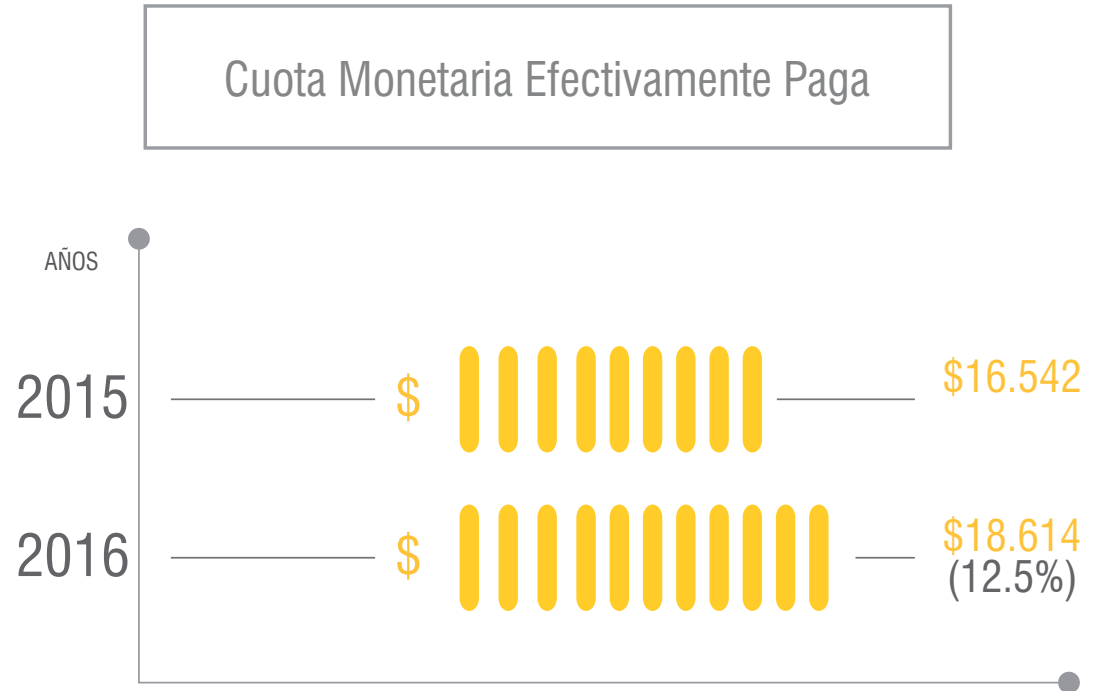 Cuota Monetaria Efectivamente Paga
AÑOS
2015 $ $16.542
2016 $ $18.614
(12.5%)